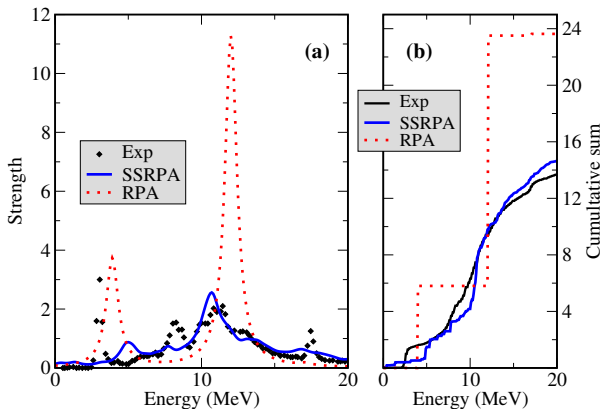 12
10
8
6
4
2
0
Strength
(a)
Exp
SSRPA
RPA
0
10
20
Energy (MeV)
(b)
Exp
SSRPA
RPA
24
20
16
12
8
4
Cumultative sum
0
10
20
Energy (MeV)